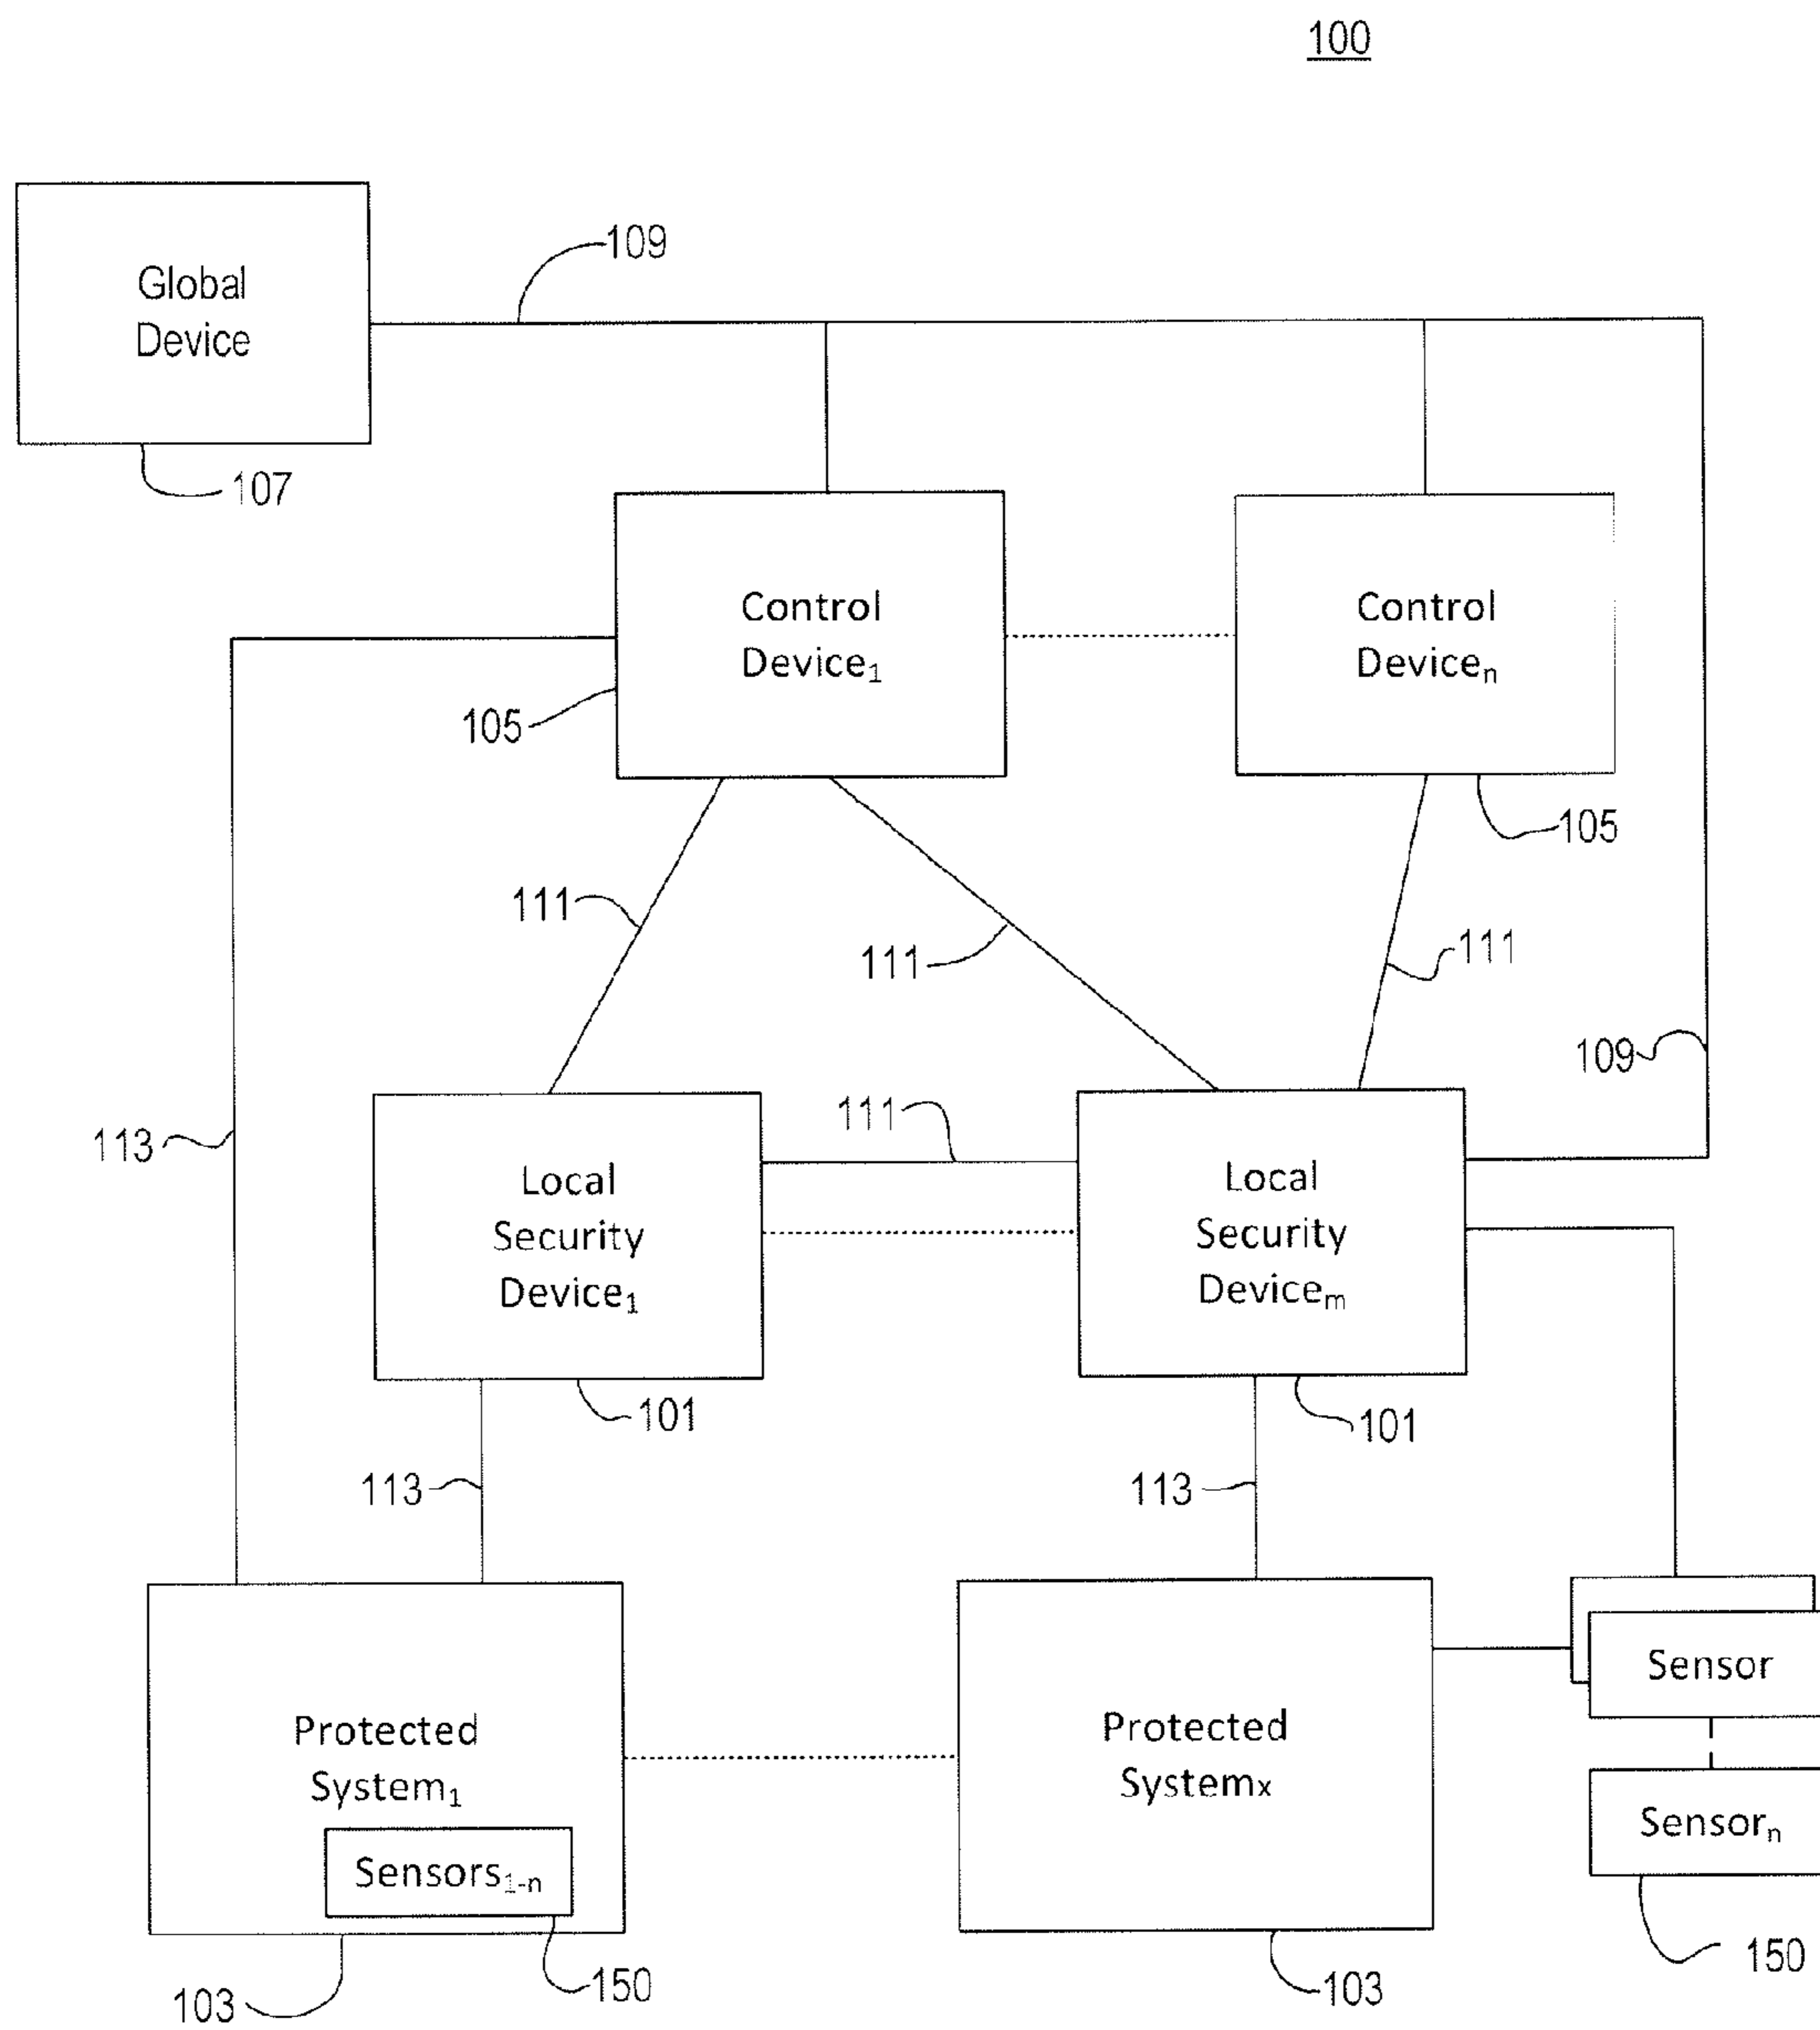 100
Global
Device
109
107
Control
Device₁
Control
Deviceₙ
105
105
111
111
111
109
113
111
Local
Security
Device₁
Local
Security
Deviceₘ
101
101
113
113
Sensor
Protected
System₁
Protected
Systemₓ
Sensorₙ
Sensors₁₋ₙ
150
150
103
103